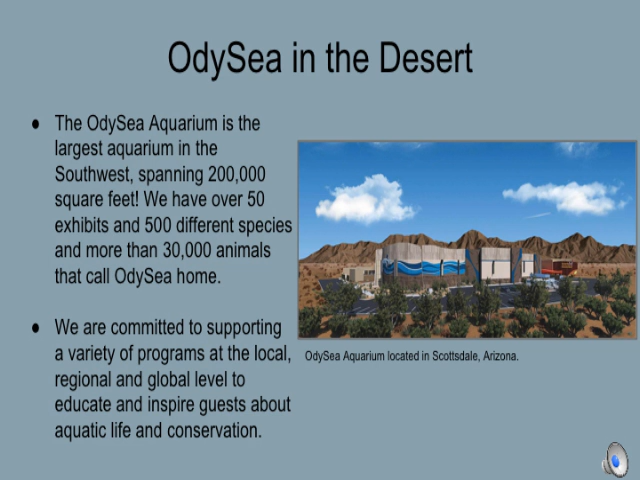 OdySea in the Desert
● The OdySea Aquarium is the
largest aquarium in the
Southwest, spanning 200,000
square feet! We have over 50
exhibits and 500 different species
and more than 30,000 animals
that call OdySea home.
● We are committed to supporting
a variety of programs at the local,
regional and global level to
educate and inspire guests about
aquatic life and conservation.
OdySea Aquarium located in Scottsdale, Arizona.